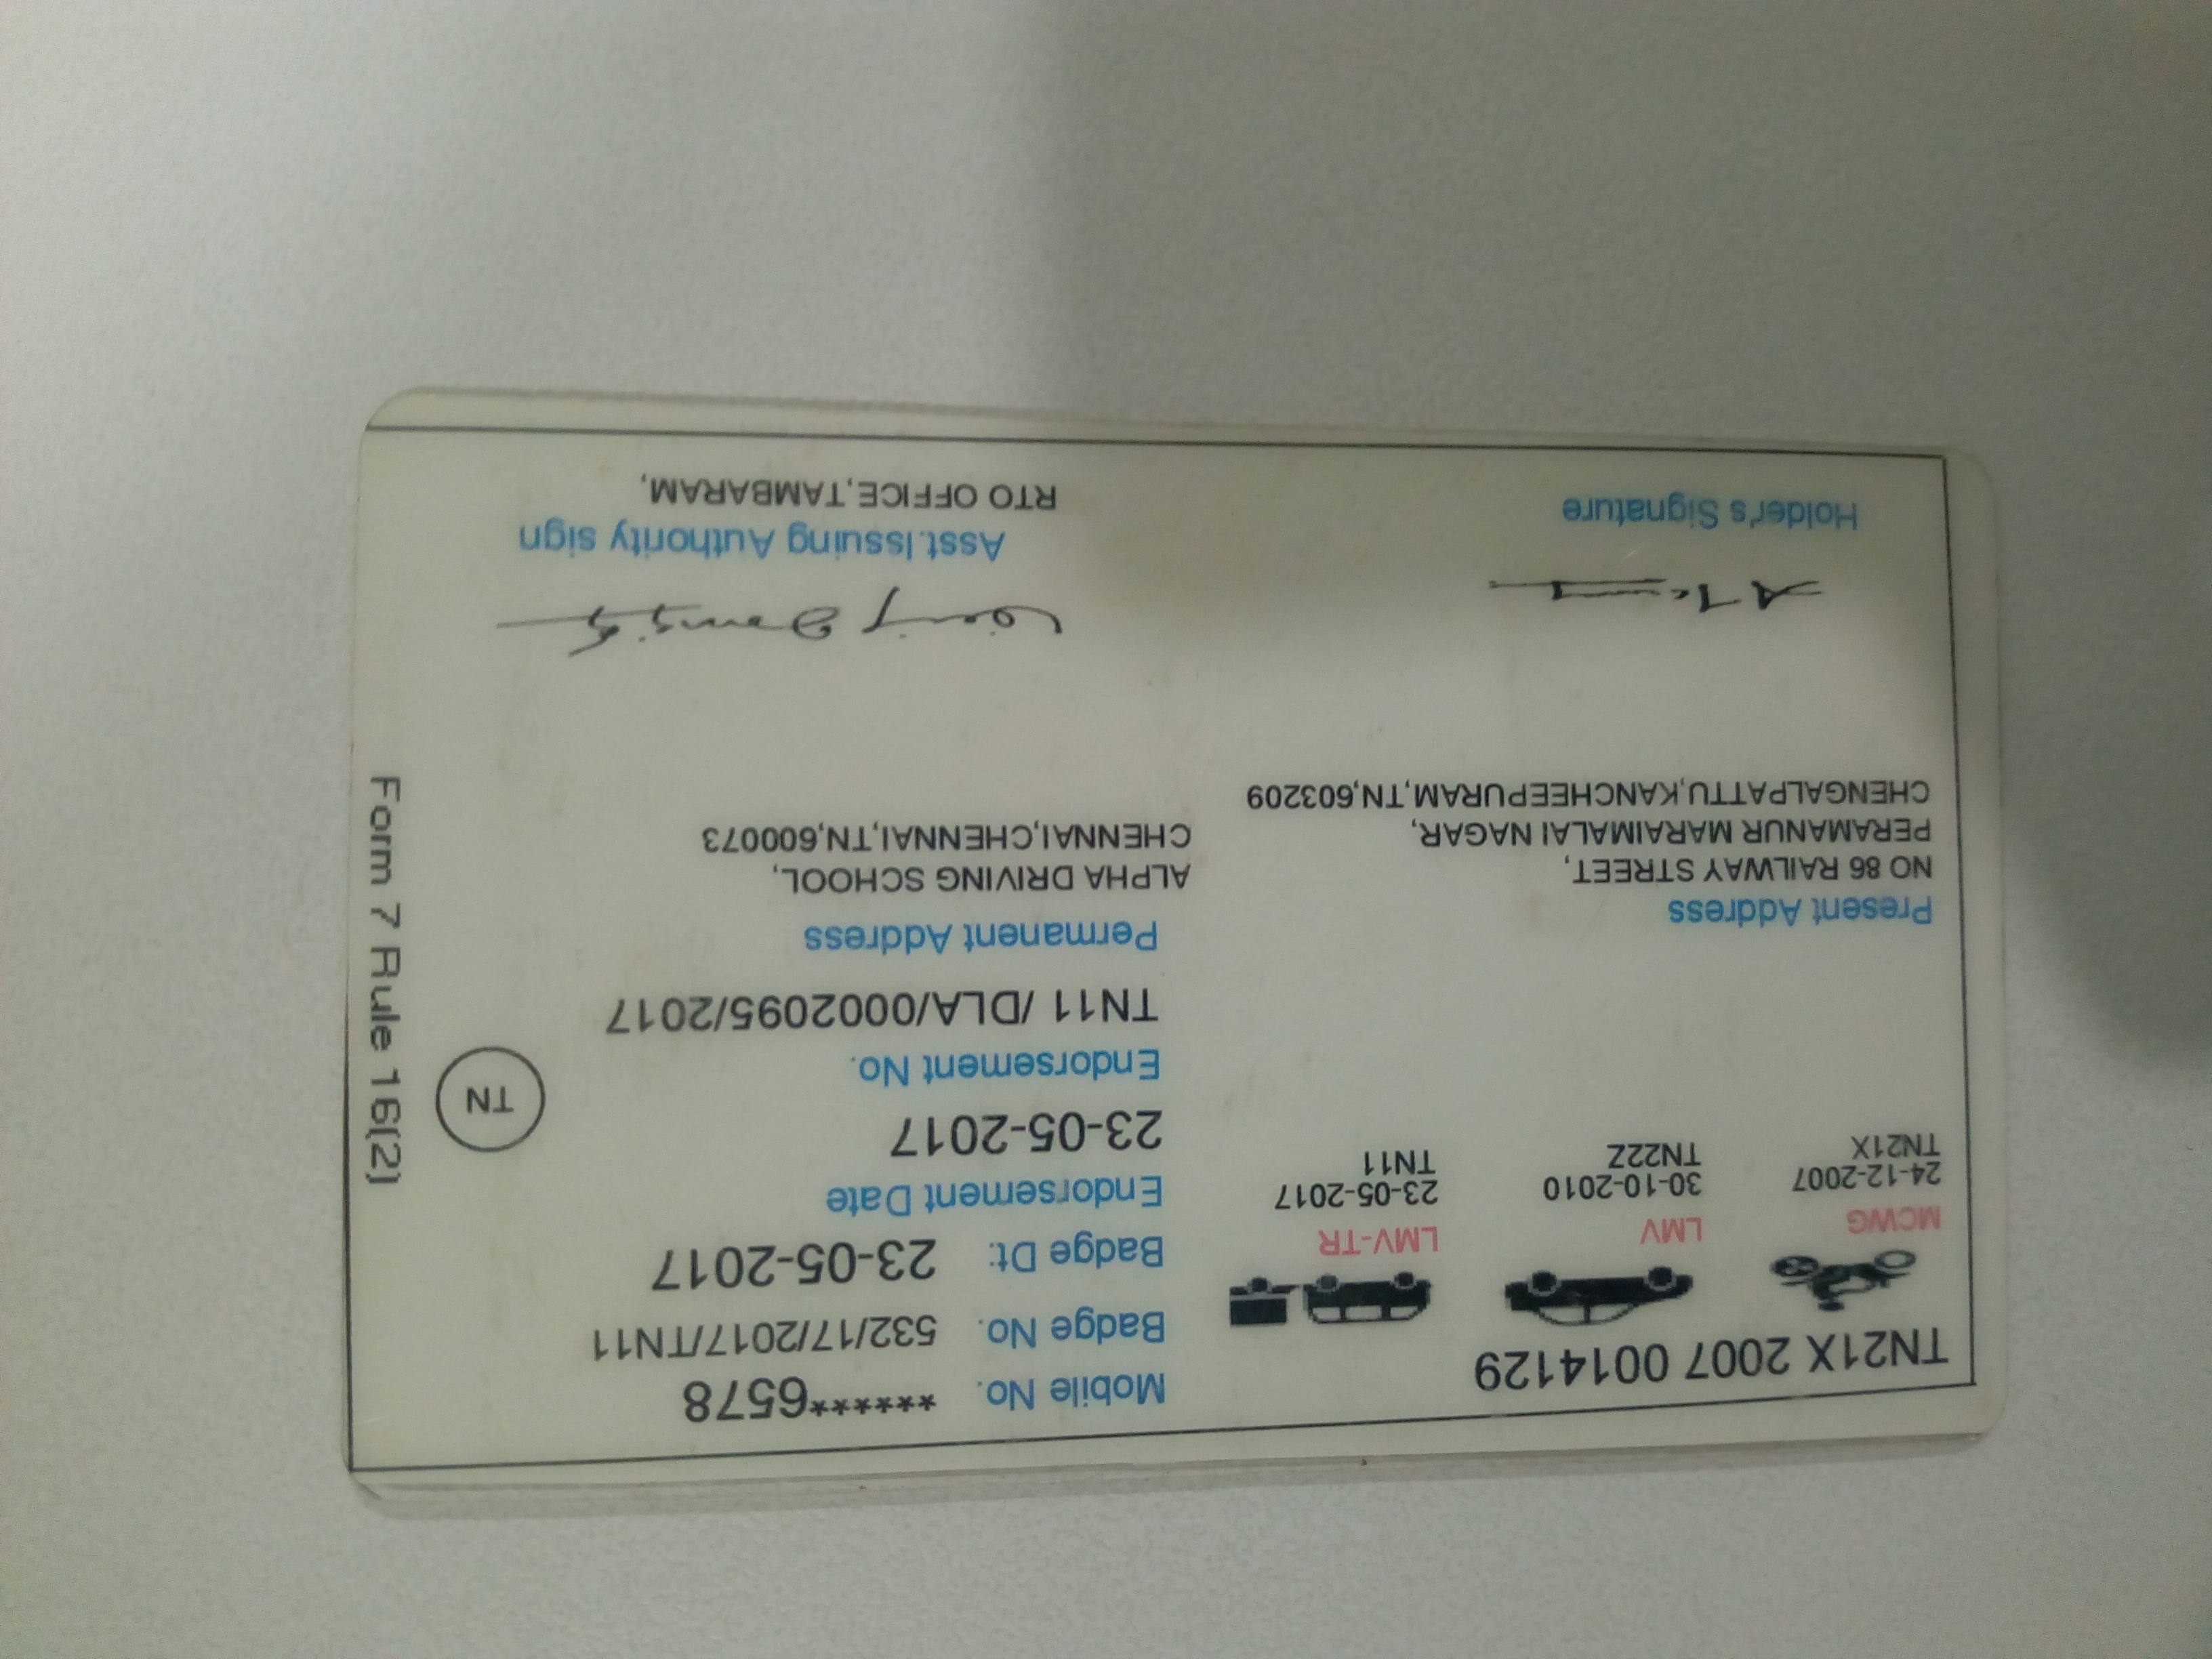 TN21X 2007 0014129
MCWG
24-12-2007
TN21X
LMV
30-10-2010
TN22Z
LMV-TR
23-05-2017
TN11
Present Address
NO 86 RAILWAY STREET,
PERAMANUR MARAIMALAI NAGAR,
CHENGALPATTU,KANCHEEPURAM,TN,603209
Holder's Signature
Mobile No. ******6578
Badge No. 532/17/2017/TN11
Badge Dt: 23-05-2017
Endorsement Date
23-05-2017
Endorsement No.
TN11 /DLA/0002095/2017
Permanent Address
ALPHA DRIVING SCHOOL,
CHENNAI,CHENNAI,TN,600073
Asst.Issuing Authority sign
RTO OFFICE,TAMBARAM,
TN
Form 7 Rule 16(2)